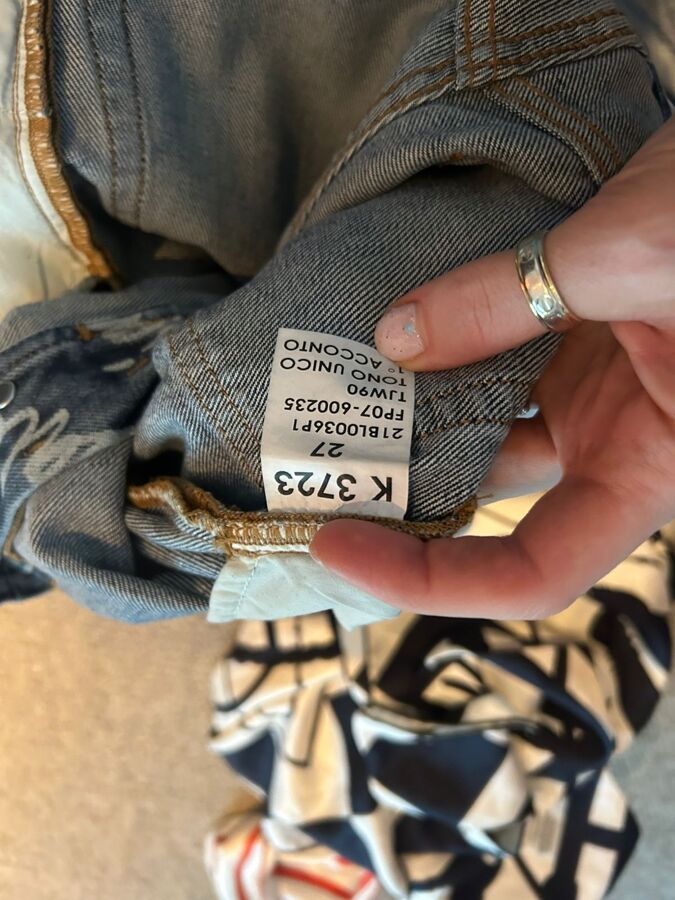 K 3723
27
21BL0036P1
FP07-600235
TJW90
TONO UNICO
1° ACCONTO